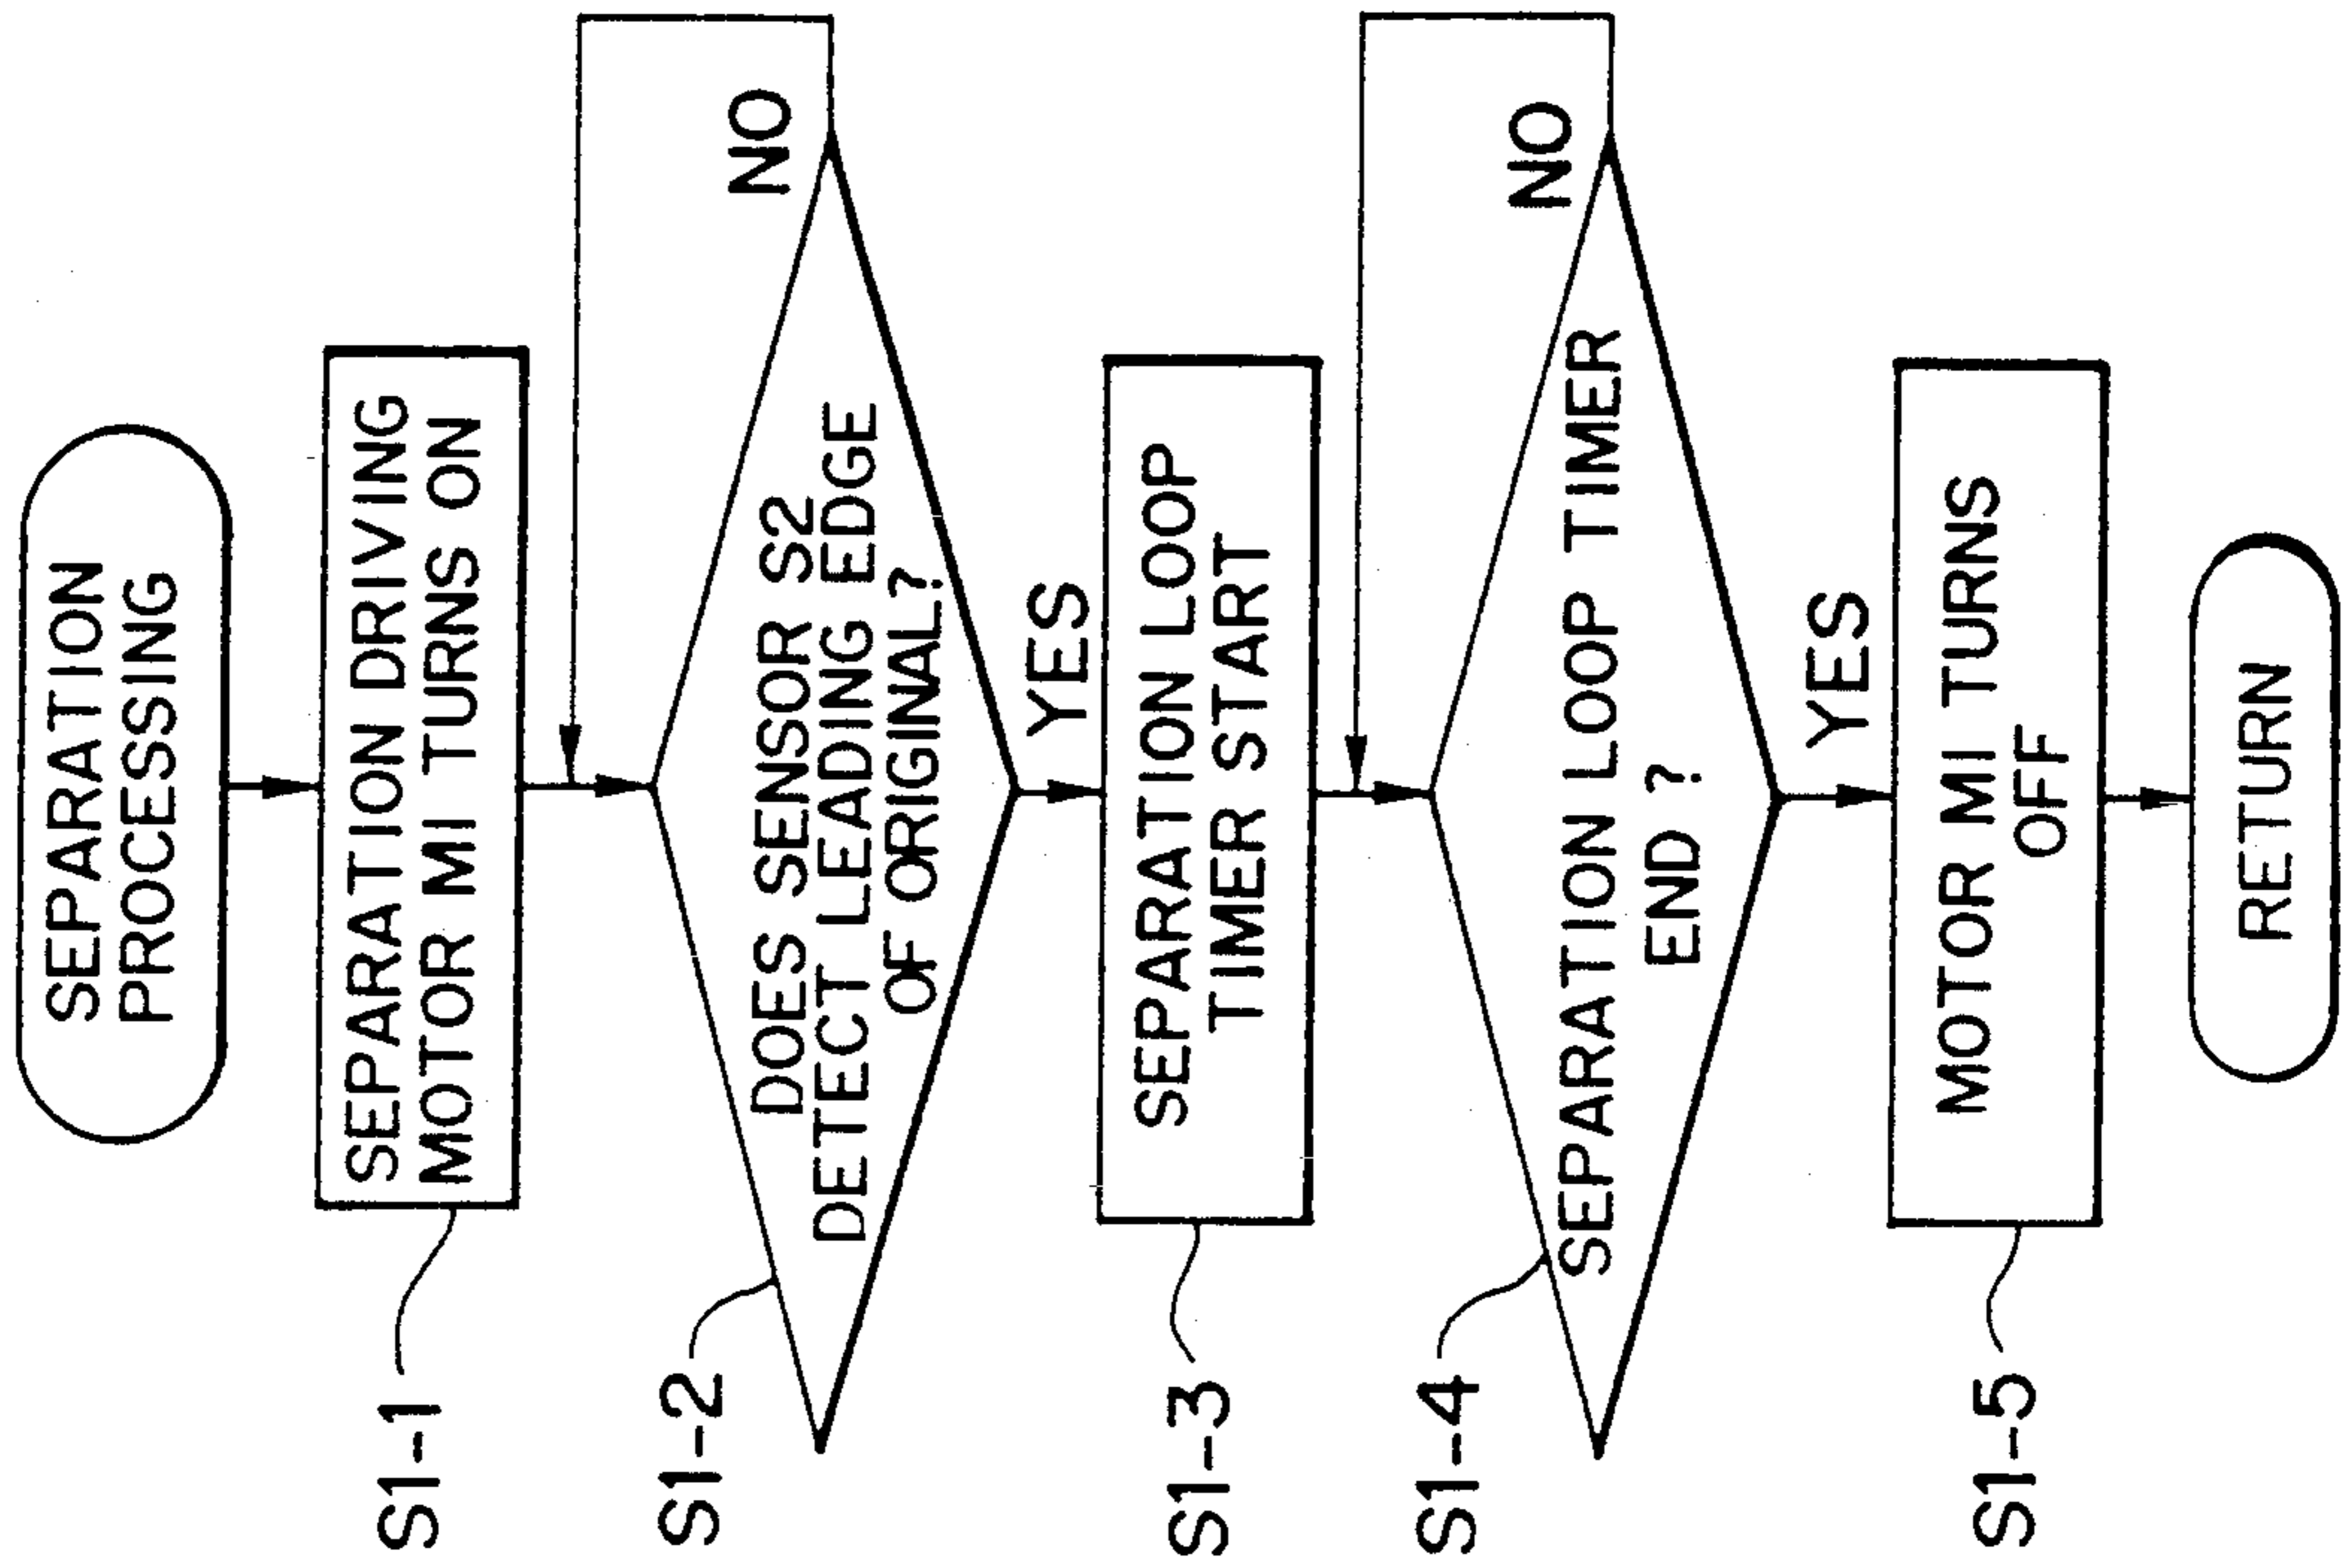 SEPARATION
PROCESSING
S1-1
SEPARATION DRIVING
MOTOR MI TURNS ON
S1-2
DOES SENSOR S2
DETECT LEADING EDGE
OF ORIGINAL?
NO
YES
S1-3
SEPARATION LOOP
TIMER START
S1-4
SEPARATION LOOP TIMER
END ?
NO
YES
S1-5
MOTOR MI TURNS
OFF
RETURN